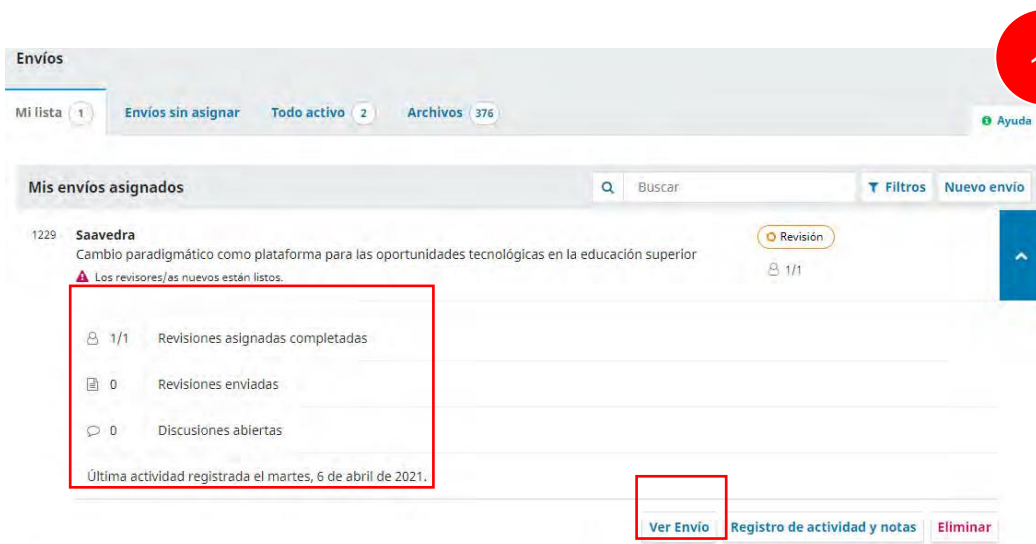 Envíos
Mi lista 1 Envíos sin asignar Todo activo 2 Archivos 376
Ayuda
Mis envíos asignados Buscar Filtros Nuevo envío
1229 Saavedra Revisión
Cambio paradigmático como plataforma para las oportunidades tecnológicas en la educación superior
1/1
Los revisores/as nuevos están listos.
1/1 Revisiones asignadas completadas
0 Revisiones enviadas
0 Discusiones abiertas
Última actividad registrada el martes, 6 de abril de 2021.
Ver Envío Registro de actividad y notas Eliminar